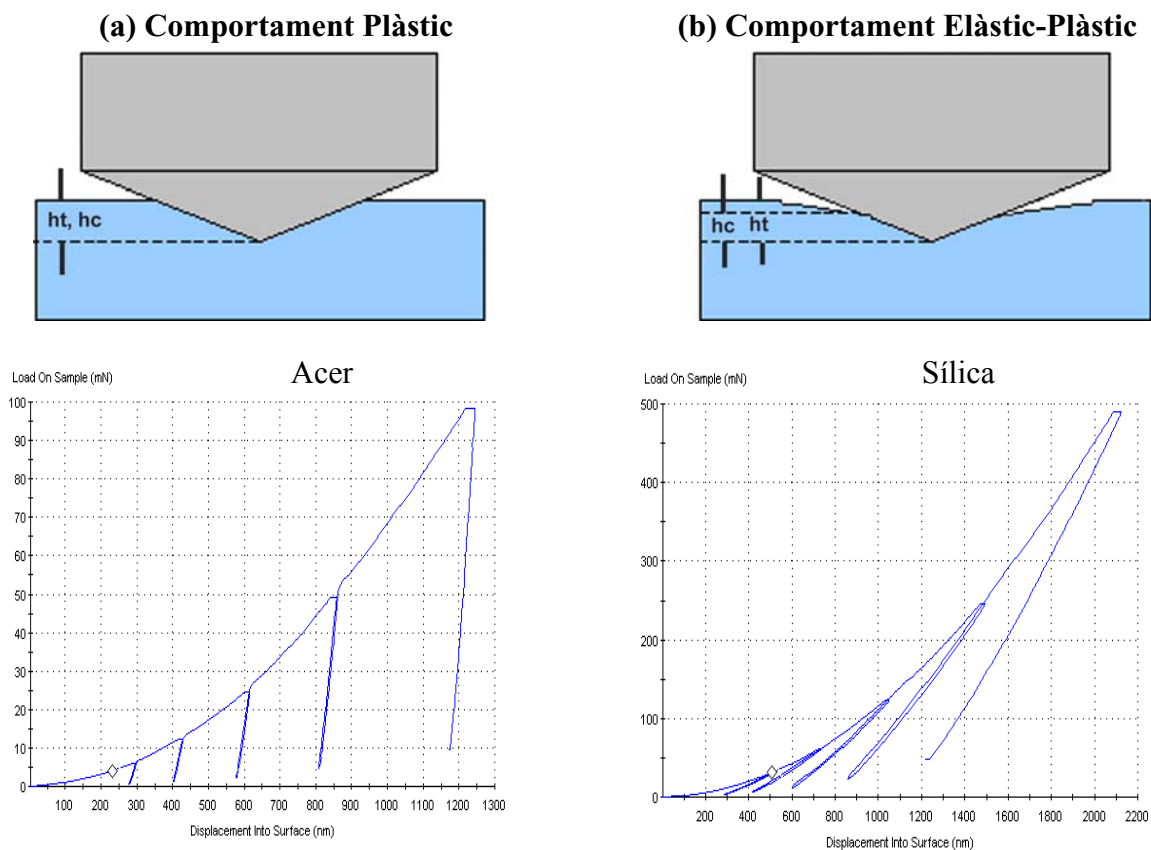 (a) Comportament Plàstic
(b) Comportament Elàstic-Plàstic
ht, hc
hc ht
Load On Sample (mN)
Acer
100
90
80
70
60
50
40
30
20
10
0
100 200 300 400 500 600 700 800 900 1000 1100 1200 1300
Displacement Into Surface (nm)
Load On Sample (mN)
Sílica
500
400
300
200
100
0
200 400 600 800 1000 1200 1400 1600 1800 2000 2200
Displacement Into Surface (nm)